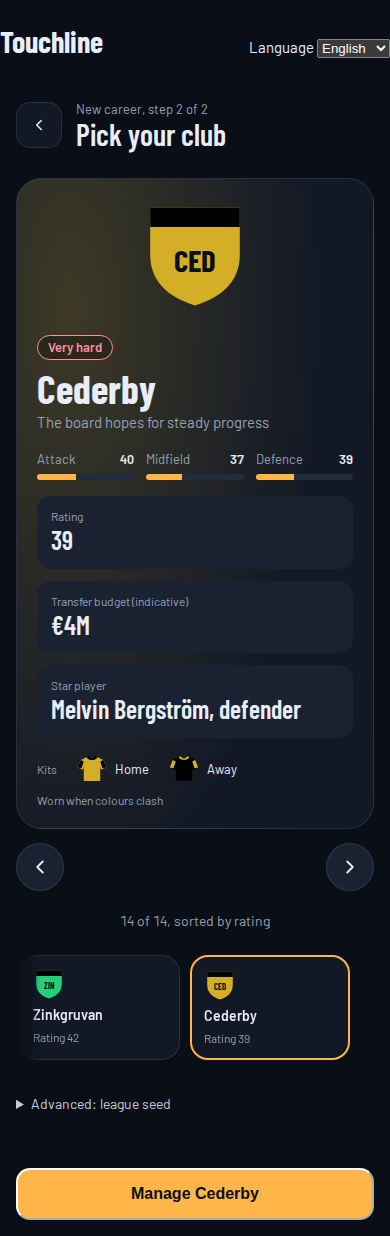 Touchline
Language English
New career, step 2 of 2
Pick your club
CED
Very hard
Cederby
The board hopes for steady progress
Attack 40 Midfield 37 Defence 39
Rating
39
Transfer budget (indicative)
€4M
Star player
Melvin Bergström, defender
Kits Home Away
Worn when colours clash
14 of 14, sorted by rating
ZIN
Zinkgruvan
Rating 42
CED
Cederby
Rating 39
Advanced: league seed
Manage Cederby